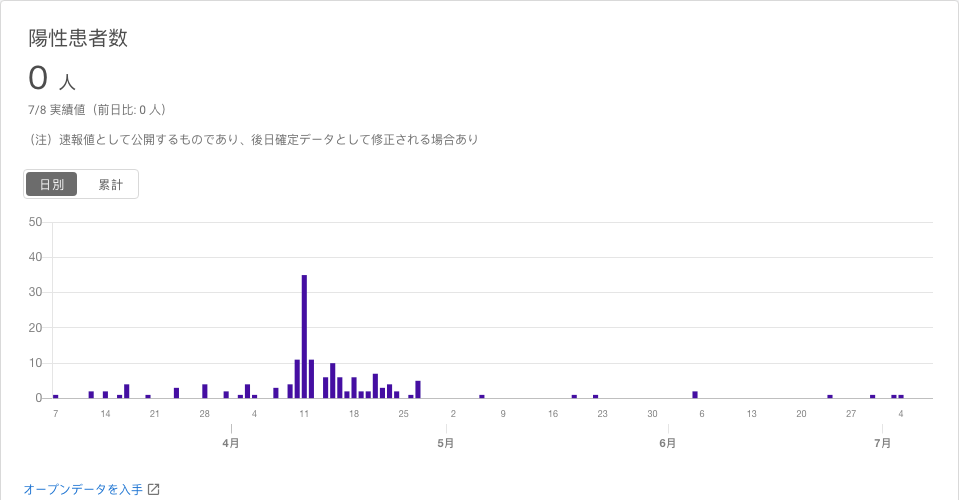 陽性患者数
0 人
7/8 実績値（前日比: 0 人）
（注）速報値として公開するものであり、後日確定データとして修正される場合あり
日別 累計
50
40
30
20
10
0
7 14 21 28 4 11 18 25 2 9 16 23 30 6 13 20 27 4
4月 5月 6月 7月
オープンデータを入手